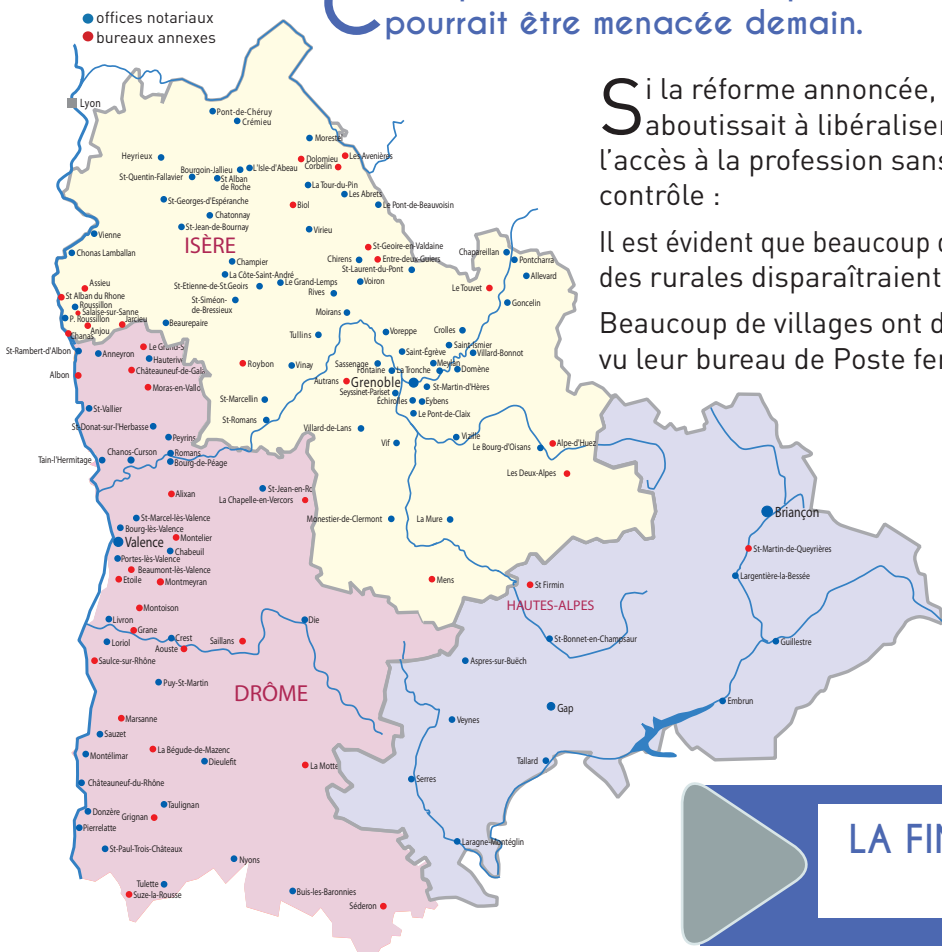 offices notariaux
bureaux annexes
pourrait être menacée demain.
Si la réforme annoncée,
aboutissait à libéraliser
l'accès à la profession sans
contrôle :
Il est évident que beaucoup
des rurales disparaîtraient
Beaucoup de villages ont
vu leur bureau de Poste
Lyon
Pont-de-Chéruy
Crémieu
Morestel
Heyrieux
Dolomieu
Les Avenières
Corbelin
Bourgoin-Jallieu
L'Isle-d'Abeau
St-Quentin-Fallavier
St Alban
de Roche
La Tour-du-Pin
Les Abrets
St-Georges-d'Espéranche
Biol
Le Pont-de-Beauvoisin
Chatonnay
St-Jean-de-Bournay
Virieu
Vienne
ISÈRE
St-Geoire-en-Valdaine
Chonas Lamballan
Champier
Chirens
Entre-deux-Guiers
Chapareillan
Pontcharra
St-Laurent-du-Pont
La Côte-Saint-André
Allevard
Assieu
St-Etienne-de-St.Geoirs
Le Grand-Lemps
Voiron
Le Touvet
St Alban du Rhone
Rives
St-Siméon-
de-Bressieux
Goncelin
Roussillon
Salaise-sur-Sanne
Moirans
P. Roussillon
Anjou
Jarcieu
Beaurepaire
Chanas
Tullins
Voreppe
Crolles
Saint-Ismier
St-Rambert-d'Albon
Anneyron
Le Grand-S
Hauteriv
Saint-Égrève
Villard-Bonnot
Roybon
Vinay
Sassenage
Meylan
Albon
Châteauneuf-de-Gala
Fontaine
La Tronche
Domène
Moras-en-Vallo
Autrans
Grenoble
St-Martin-d'Hères
Seyssinet-Pariset
St-Marcellin
Échirolles
Eybens
St-Vallier
Le Pont-de-Claix
St-Romans
St-Donat-sur-l'Herbasse
Villard-de-Lans
Vif
Vizille
Peyrins
Le Bourg-d'Oisans
Alpe-d'Huez
Chanos-Curson
Romans
Tain-l'Hermitage
Bourg-de-Péage
Les Deux-Alpes
St-Jean-en-Ro
Alixan
La Chapelle-en-Vercors
Briançon
St-Marcel-lès-Valence
Monestier-de-Clermont
La Mure
Bourg-lès-Valence
Montelier
Valence
Chabeuil
St-Martin-de-Queyrières
Portes-lès-Valence
Beaumont-lès-Valence
Largentière-la-Bessée
Etoile
Montmeyran
Mens
St Firmin
HAUTES-ALPES
Montoison
Livron
Die
Grane
Crest
St-Bonnet-en-Champsaur
Guillestre
Loriol
Aouste
Saillans
Saulce-sur-Rhône
Aspres-sur-Buëch
Puy-St-Martin
DRÔME
Embrun
Gap
Marsanne
Veynes
Sauzet
La Bégude-de-Mazenc
Montélimar
Dieulefit
La Motte
Tallard
Châteauneuf-du-Rhône
Serres
Taulignan
Donzère
Grignan
Pierrelatte
LA FIN
Laragne-Montéglin
St-Paul-Trois-Châteaux
Nyons
Tulette
Suze-la-Rousse
Buis-les-Baronnies
Séderon